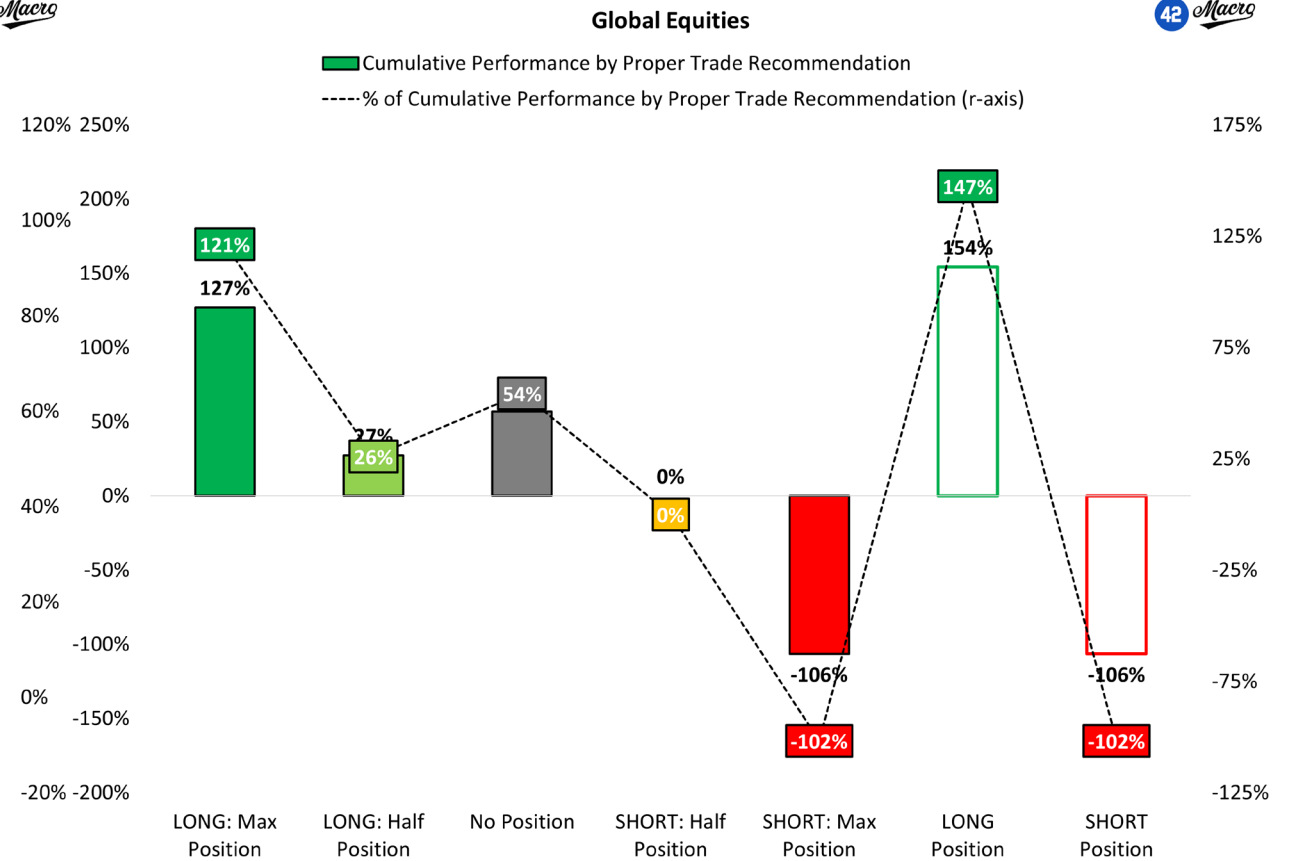 Macro
Global Equities
42 Macro
Cumulative Performance by Proper Trade Recommendation
% of Cumulative Performance by Proper Trade Recommendation (r-axis)
120% 250% 175%
200%
100%
147%
121% 154% 125%
150%
127%
80%
100% 75%
60% 54%
50%
27%
26% 25%
0%
0%
40% 0%
-50% -25%
20%
-100%
-106% -106% -75%
0%
-150%
-102% -102%
-20% -200% -125%
LONG: Max LONG: Half No Position SHORT: Half SHORT: Max LONG SHORT
Position Position Position Position Position Position